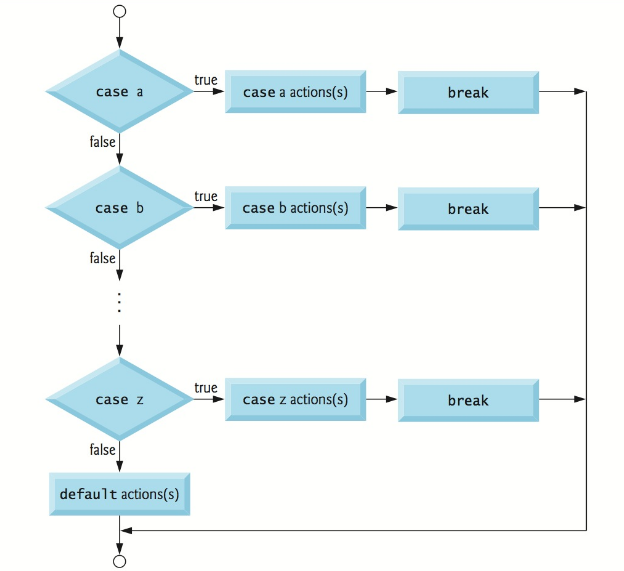 case a
true
case a actions(s)
break
false
case b
true
case b actions(s)
break
false
case z
true
case z actions(s)
break
false
default actions(s)